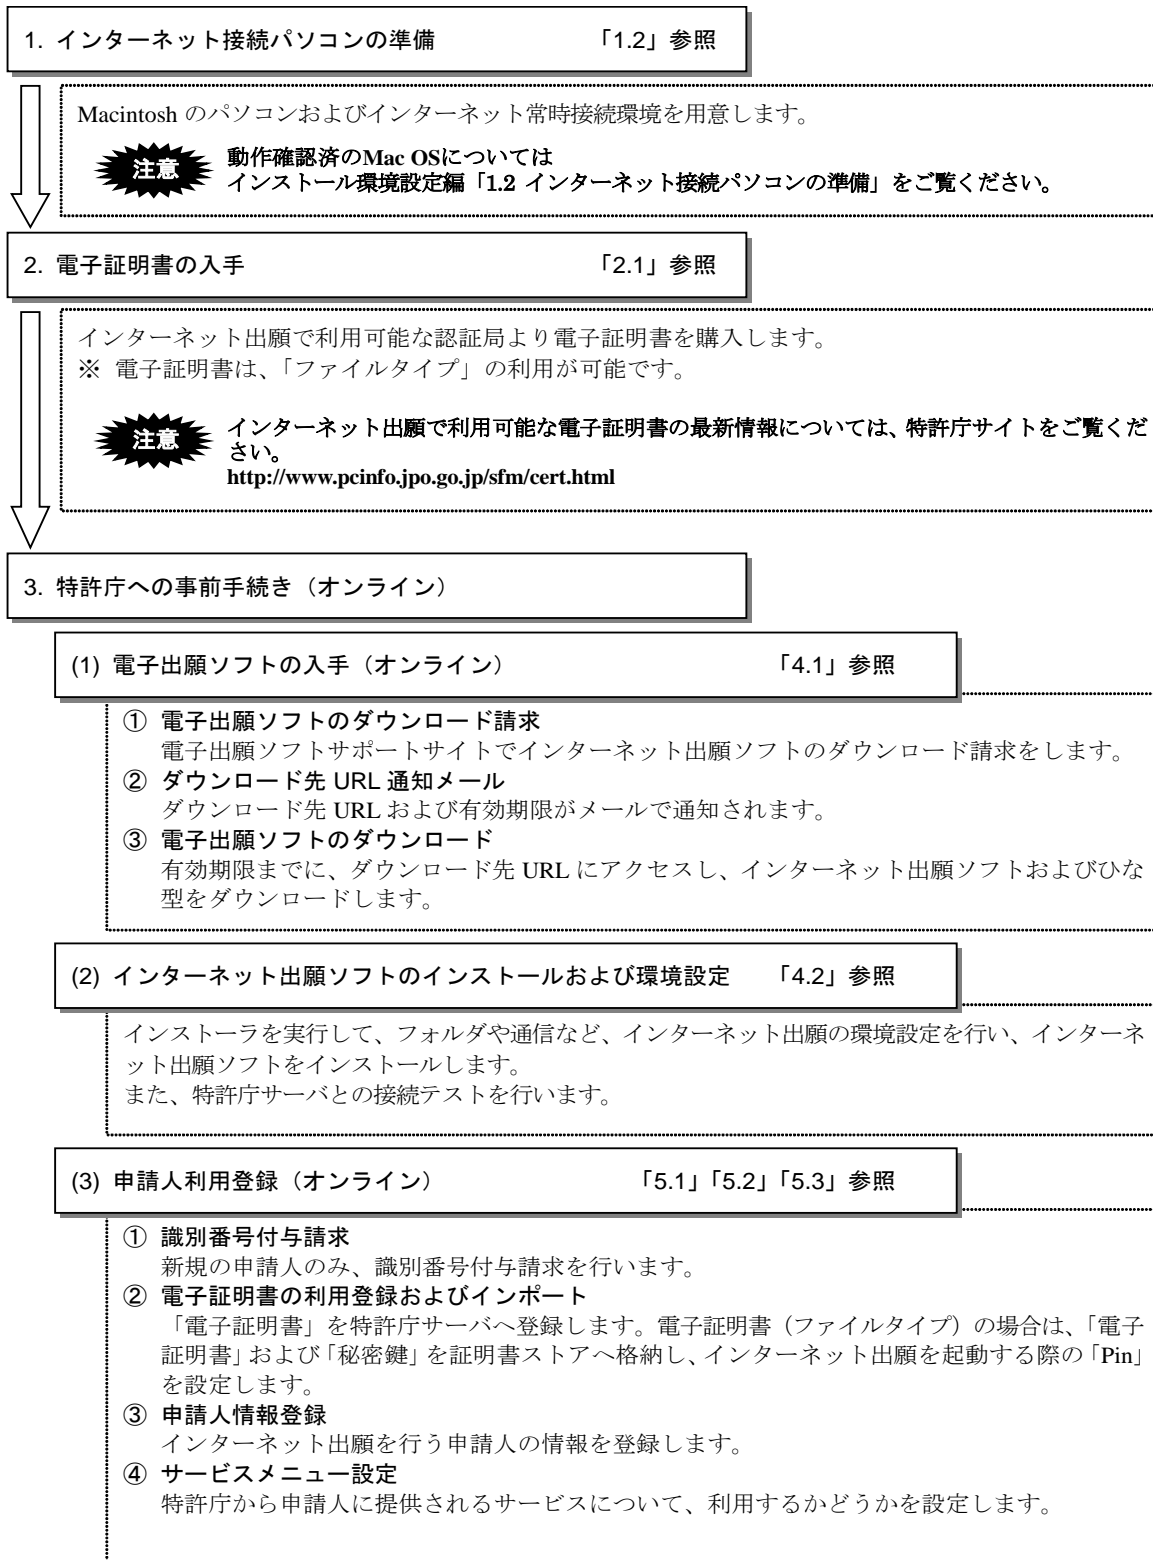 1. インターネット接続パソコンの準備 「1.2」参照
Macintosh のパソコンおよびインターネット常時接続環境を用意します。
注意
動作確認済のMac OSについては
インストール環境設定編「1.2 インターネット接続パソコンの準備」をご覧ください。
2. 電子証明書の入手 「2.1」参照
インターネット出願で利用可能な認証局より電子証明書を購入します。
※ 電子証明書は、「ファイルタイプ」の利用が可能です。
注意
インターネット出願で利用可能な電子証明書の最新情報については、特許庁サイトをご覧くだ
さい。
http://www.pcinfo.jpo.go.jp/sfm/cert.html
3. 特許庁への事前手続き（オンライン）
(1) 電子出願ソフトの入手（オンライン） 「4.1」参照
① 電子出願ソフトのダウンロード請求
電子出願ソフトサポートサイトでインターネット出願ソフトのダウンロード請求をします。
② ダウンロード先 URL 通知メール
ダウンロード先 URL および有効期限がメールで通知されます。
③ 電子出願ソフトのダウンロード
有効期限までに、ダウンロード先 URL にアクセスし、インターネット出願ソフトおよびひな
型をダウンロードします。
(2) インターネット出願ソフトのインストールおよび環境設定 「4.2」参照
インストーラを実行して、フォルダや通信など、インターネット出願の環境設定を行い、インターネ
ット出願ソフトをインストールします。
また、特許庁サーバとの接続テストを行います。
(3) 申請人利用登録（オンライン） 「5.1」「5.2」「5.3」参照
① 識別番号付与請求
新規の申請人のみ、識別番号付与請求を行います。
② 電子証明書の利用登録およびインポート
「電子証明書」を特許庁サーバへ登録します。電子証明書（ファイルタイプ）の場合は、「電子
証明書」および「秘密鍵」を証明書ストアへ格納し、インターネット出願を起動する際の「Pin」
を設定します。
③ 申請人情報登録
インターネット出願を行う申請人の情報を登録します。
④ サービスメニュー設定
特許庁から申請人に提供されるサービスについて、利用するかどうかを設定します。